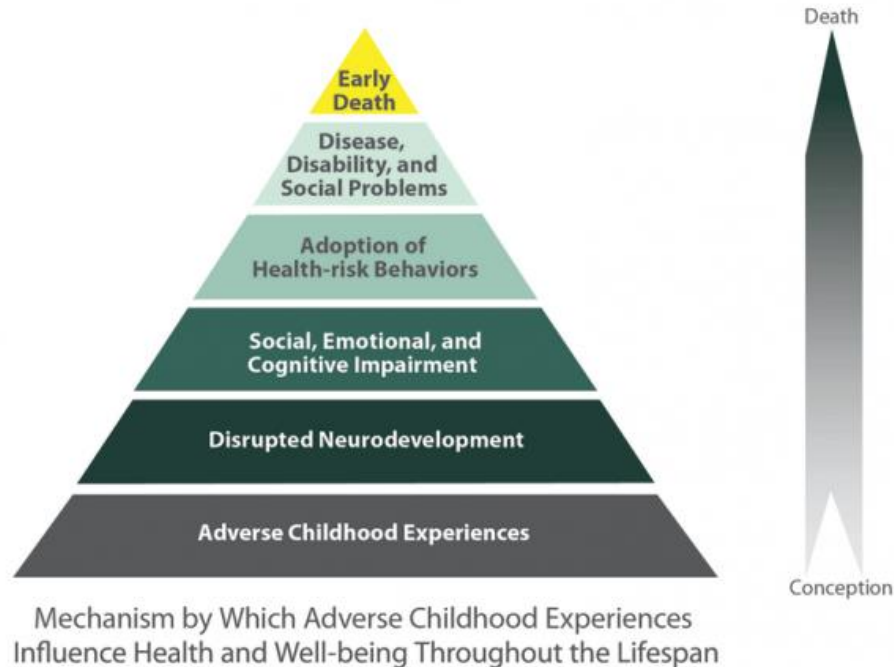 Death
Early
Death
Disease,
Disability, and
Social Problems
Adoption of
Health-risk Behaviors
Social, Emotional, and
Cognitive Impairment
Disrupted Neurodevelopment
Adverse Childhood Experiences
Conception
Mechanism by Which Adverse Childhood Experiences
Influence Health and Well-being Throughout the Lifespan